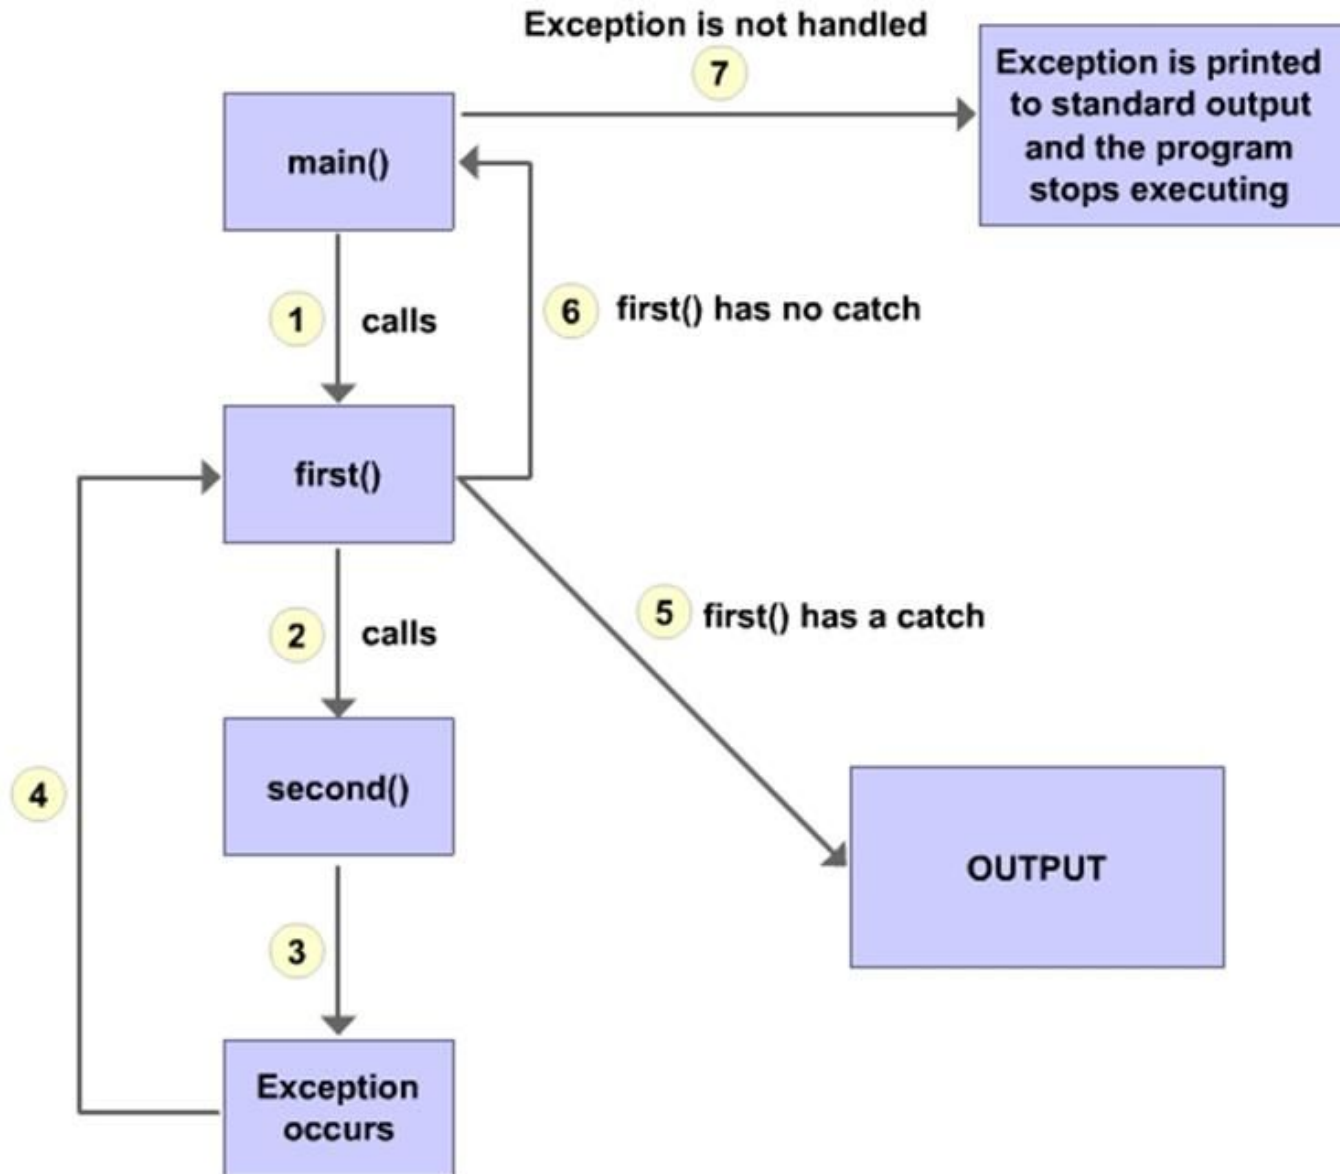 Exception is not handled
7
Exception is printed
to standard output
and the program
stops executing
main()
1
calls
6
first() has no catch
first()
5
first() has a catch
2
calls
4
second()
OUTPUT
3
Exception
occurs